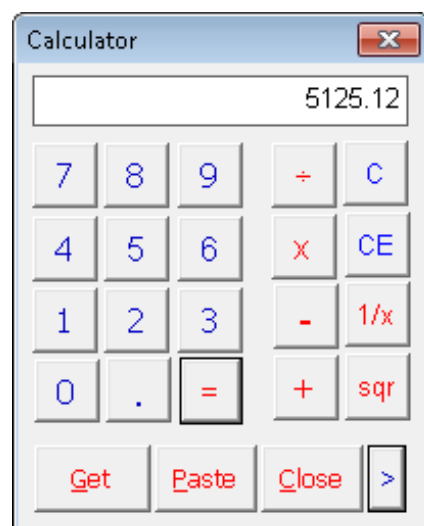 Calculator
5125.12
7 8 9 ÷ C
4 5 6 x CE
1 2 3 - 1/x
0 . = + sqr
Get Paste Close >